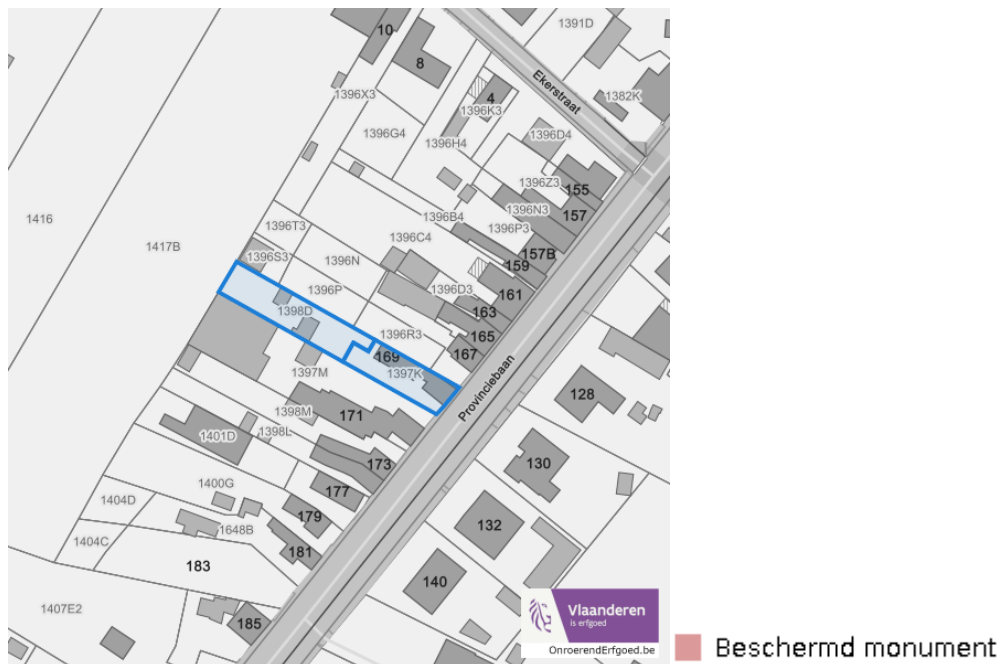 10
1391D
8
Ekerstraat
1396X3
4
1382K
1396K3
1396G4
1396D4
1396H4
1396Z3
155
1396N3
157
1396B4
1396P3
1416
1396T3
1396C4
1417B
157B
1396S3
1396N
159
1396P
1396D3
161
1398D
163
1396R3
165
169
167
1397M
1397K
Provinciebaan
128
1398M
171
1401D
1398L
130
173
1400G
177
1404D
179
132
1648B
1404C
181
183
140
1407E2
185
Vlaanderen
is erfgoed
OnroerendErfgoed.be
Beschermd monument